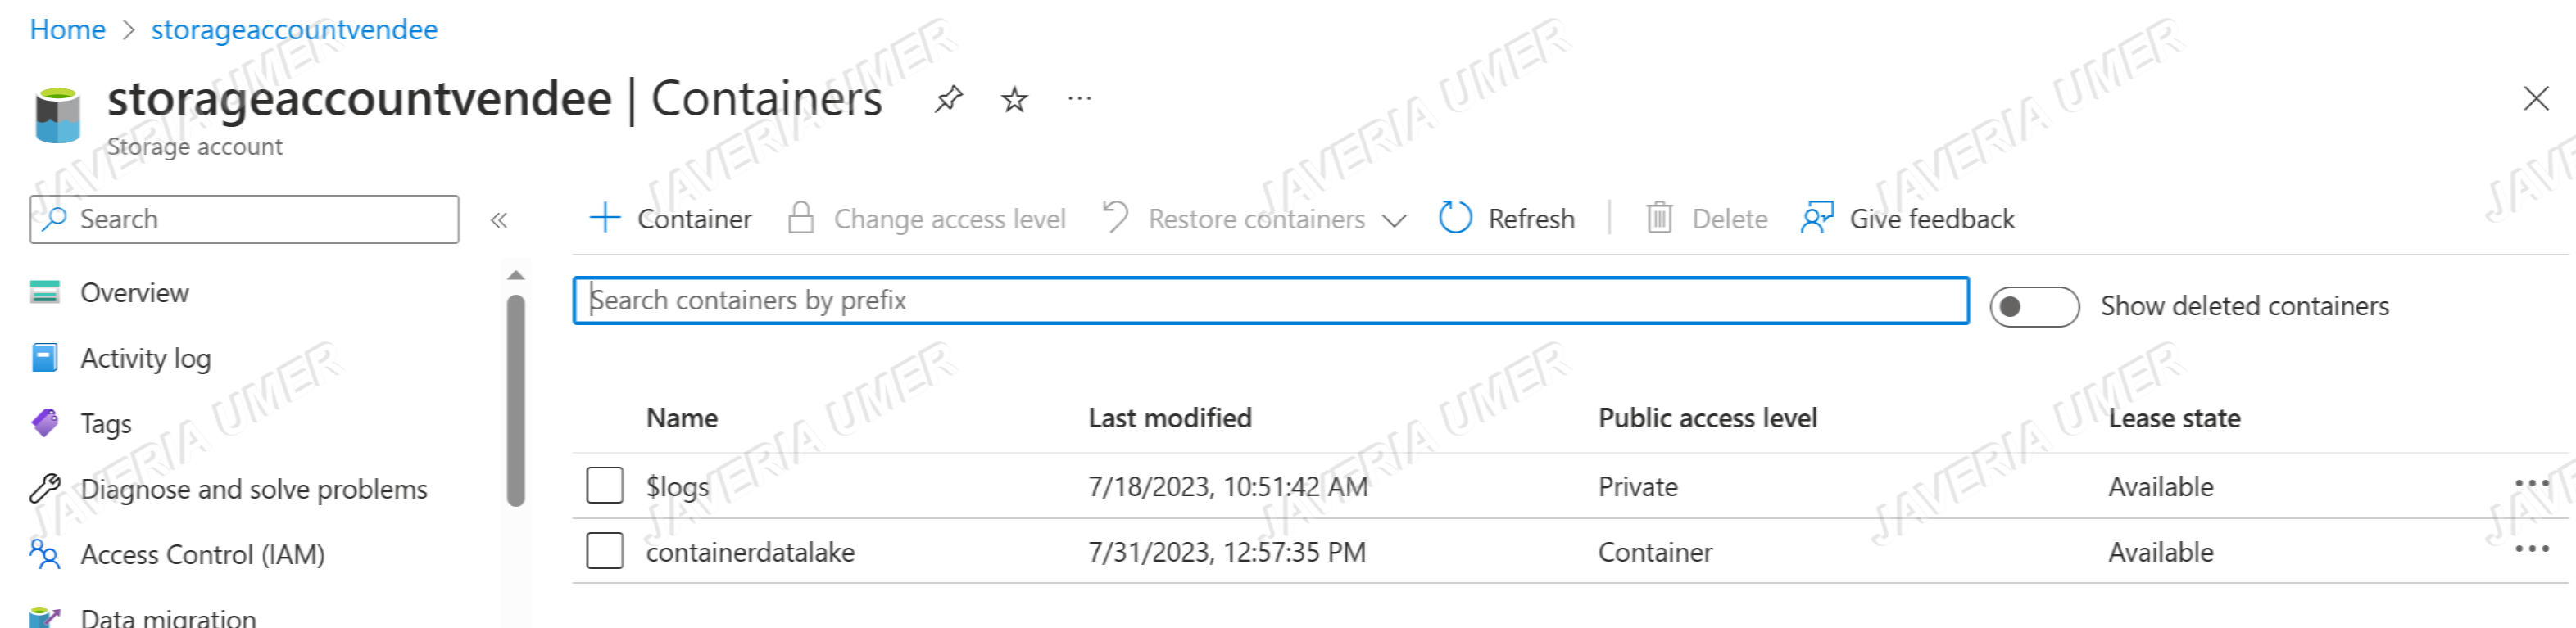 Home > storageaccountvendee
storageaccountvendee | Containers
Storage account
Search
Overview
Activity log
Tags
Diagnose and solve problems
Access Control (IAM)
Data migration
Container Change access level Restore containers Refresh Delete Give feedback
Search containers by prefix
Show deleted containers
Name Last modified Public access level Lease state
$logs 7/18/2023, 10:51:42 AM Private Available
containerdatalake 7/31/2023, 12:57:35 PM Container Available
JAVERIA UMER
JAVERIA UMER
JAVERIA UMER
JAVERIA UMER
JAVERIA UMER
JAVERIA UMER
JAVERIA UMER
JAVERIA UMER